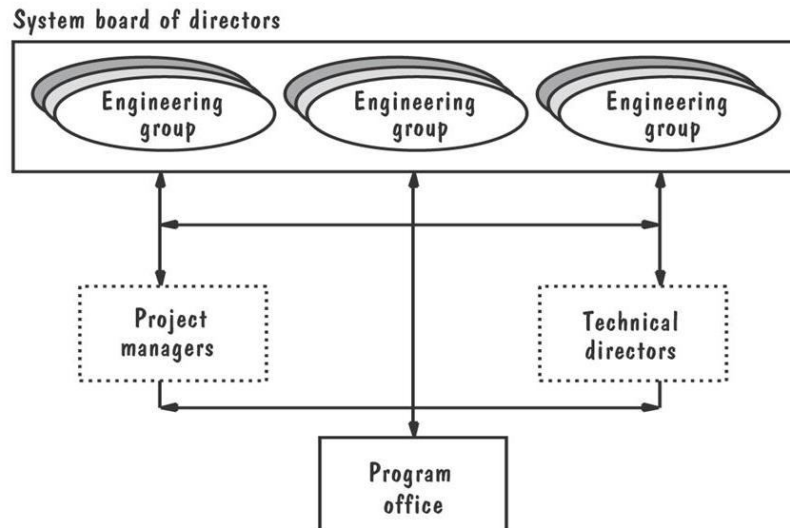 System board of directors
Engineering
group
Engineering
group
Engineering
group
Project
managers
Technical
directors
Program
office